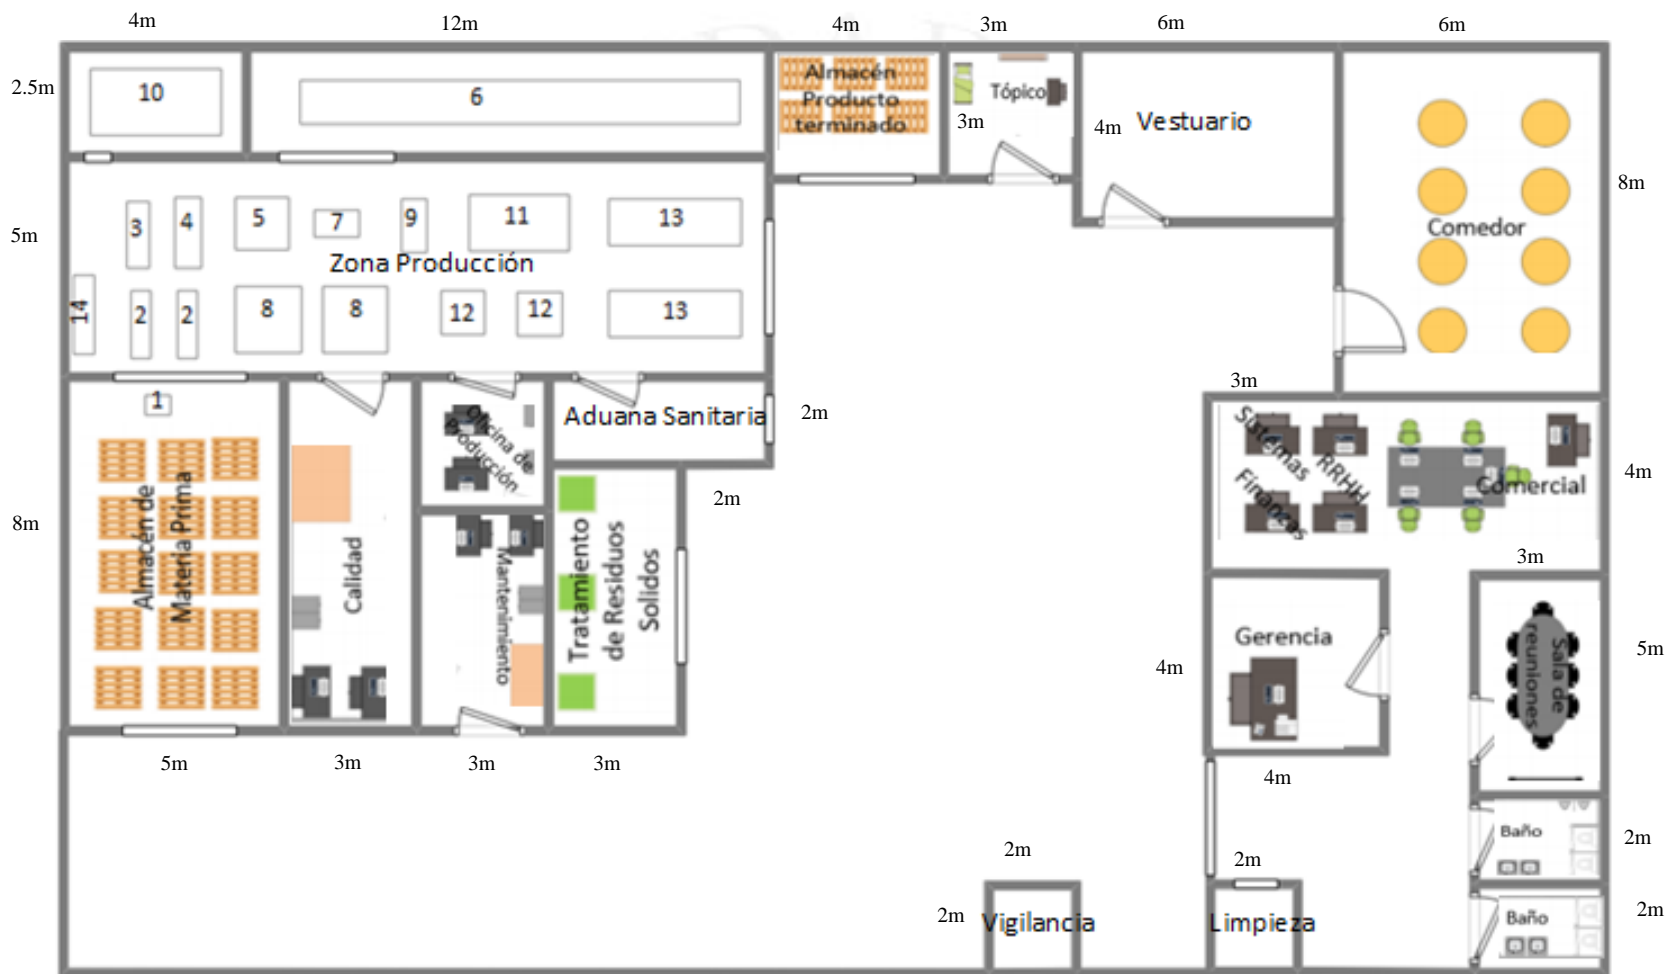 4m
12m
4m
3m
6m
6m
2.5m
10
6
Almacén
Producto
terminado
Tópico
3m
4m
Vestuario
8m
Comedor
5m
3
4
5
7
9
11
13
Zona Producción
14
2
2
8
8
12
12
13
1
Oficina de
Producción
Aduana Sanitaria
2m
2m
3m
Sistemas
RRHH
Finanzas
Comercial
4m
8m
Almacén de
Materia Prima
Calidad
Mantenimiento
Tratamiento
de Residuos
Solidos
3m
Gerencia
4m
Sala de
reuniones
5m
5m
3m
3m
3m
4m
Baño
2m
2m
2m
2m
Vigilancia
Limpieza
Baño
2m